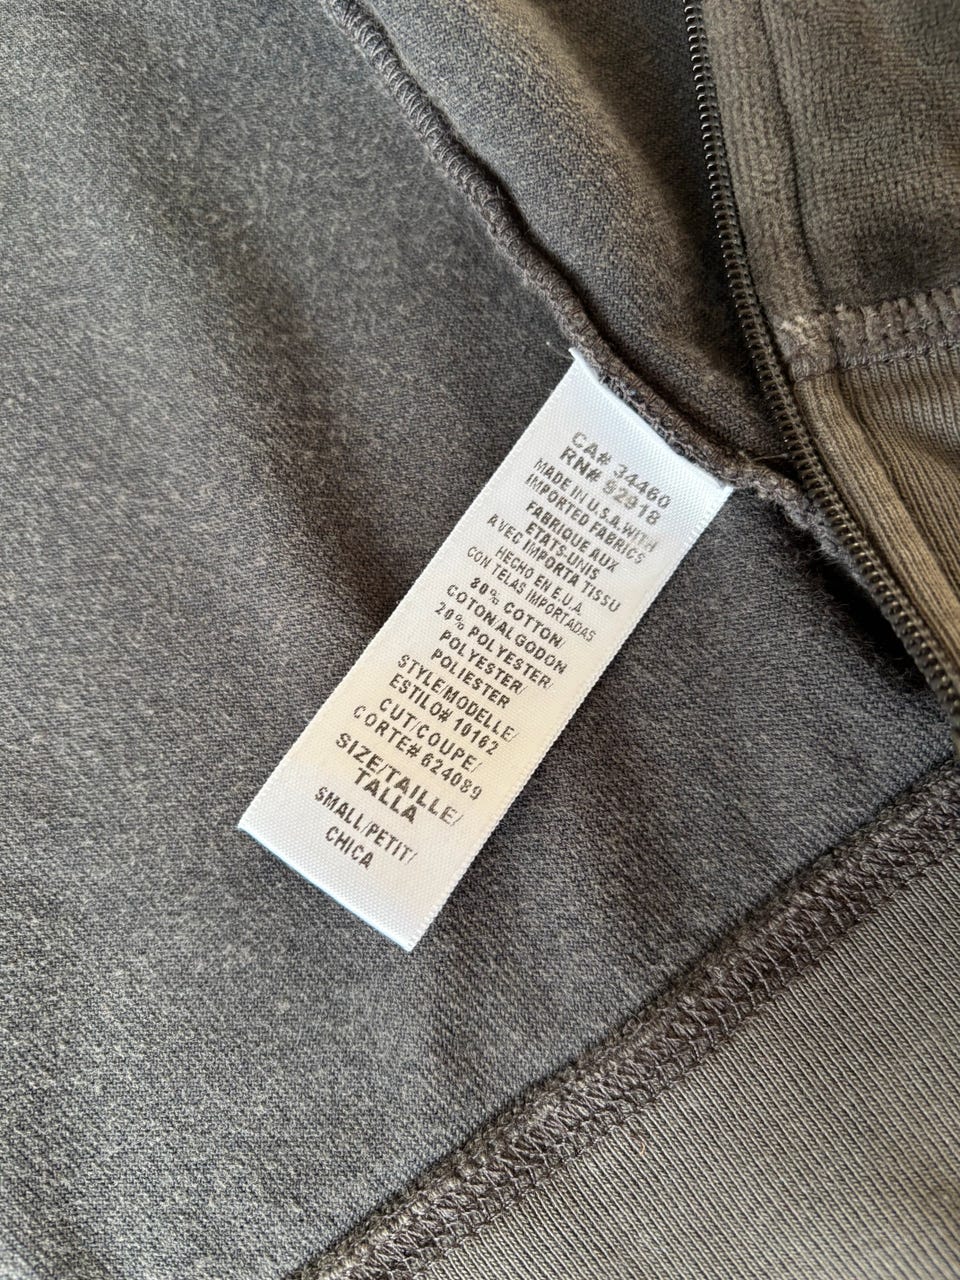 CA# 34460
RN# 92918
MADE IN U.S.A. WITH
IMPORTED FABRICS
FABRIQUE AUX
ETATS-UNIS
AVEC IMPORTA TISSU
HECHO EN E.U.A.
CON TELAS IMPORTADAS
80% COTTON/
COTON/ALGODON
20% POLYESTER/
POLYESTER/
POLIESTER
STYLE/MODELLE/
ESTILO# 10162
CUT/COUPE/
CORTE# 624089
SIZE/TAILLE/
TALLA
SMALL/PETIT/
CHICA